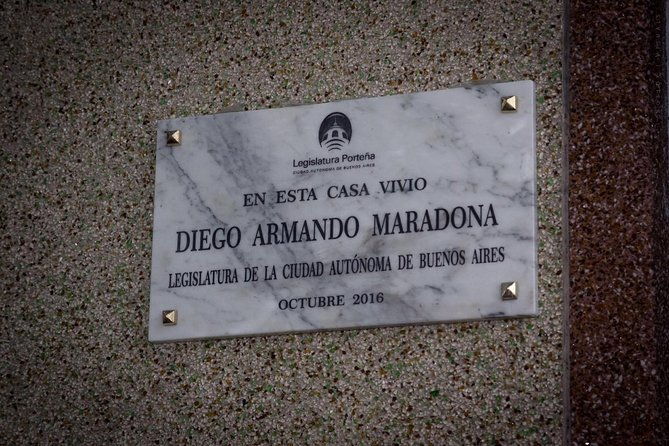 Legislatura Porteña
CIUDAD AUTÓNOMA DE BUENOS AIRES
EN ESTA CASA VIVIO
DIEGO ARMANDO MARADONA
LEGISLATURA DE LA CIUDAD AUTÓNOMA DE BUENOS AIRES
OCTUBRE 2016